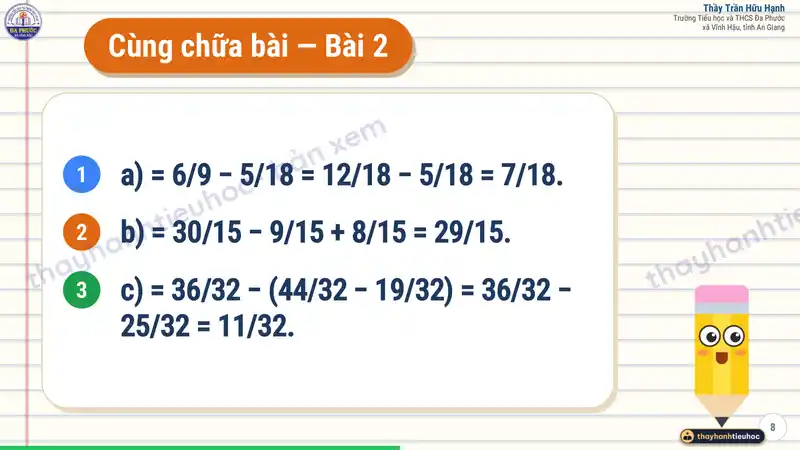 Thầy Trần Hữu Hạnh
Trường Tiểu học và THCS Đa Phước
xã Vĩnh Hậu, tỉnh An Giang
ĐA PHƯỚC
Cùng chữa bài – Bài 2
1 a) = 6/9 – 5/18 = 12/18 – 5/18 = 7/18.
2 b) = 30/15 – 9/15 + 8/15 = 29/15.
3 c) = 36/32 – (44/32 – 19/32) = 36/32 –
25/32 = 11/32.
thayhanhtieuhoc
8